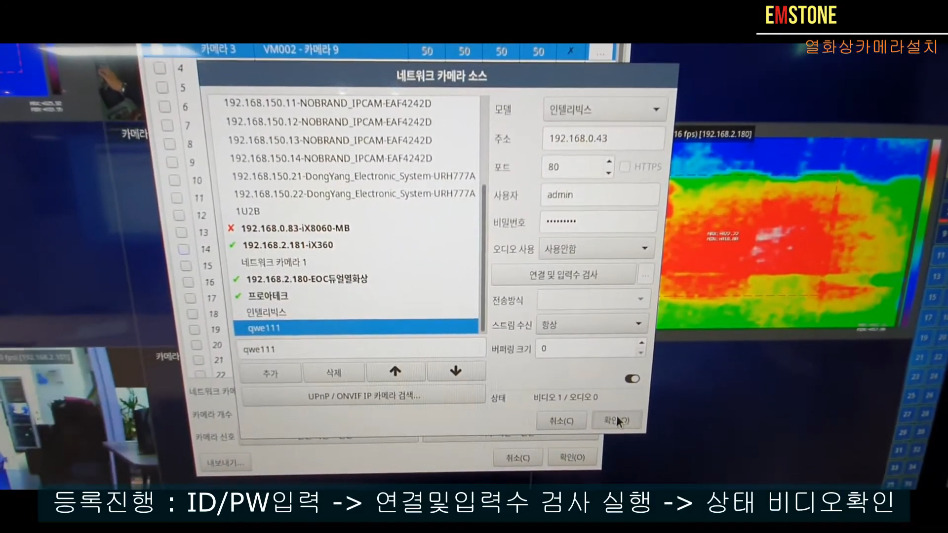 EMSTONE
열화상카메라설치
카메라 3 VM002 - 카메라 9 50 50 50 50 ✗ ...
네트워크 카메라 소스
4
5
6
7
8
9
10
11
12
13
14
15
16
17
18
19
20
21
22
192.168.150.11-NOBRAND_IPCAM-EAF4242D
192.168.150.12-NOBRAND_IPCAM-EAF4242D
192.168.150.13-NOBRAND_IPCAM-EAF4242D
192.168.150.14-NOBRAND_IPCAM-EAF4242D
192.168.150.21-DongYang_Electronic_System-URH777A
192.168.150.22-DongYang_Electronic_System-URH777A
1U2B
✗ 192.168.0.83-iX8060-MB
✓ 192.168.2.181-iX360
네트워크 카메라 1
✓ 192.168.2.180-EOC듀얼열화상
✓ 프로아테크
인텔리빅스
qwe111
qwe111
추가 삭제
UPnP / ONVIF IP 카메라 검색...
모델 인텔리빅스
주소 192.168.0.43
포트 80 HTTPS
사용자 admin
비밀번호 •••••••••
오디오 사용 사용안함
연결 및 입력수 검사 ...
전송방식
스트림 수신 항상
버퍼링 크기 0
상태 비디오 1 / 오디오 0
취소(C) 확인(O)
카메라
16 fps) [192.168.2.180]
카메라
네트워크 카메
카메라 개수
카메라 신호
내보내기...
취소(C) 확인(O)
등록진행 : ID/PW입력 -> 연결및입력수 검사 실행 -> 상태 비디오확인